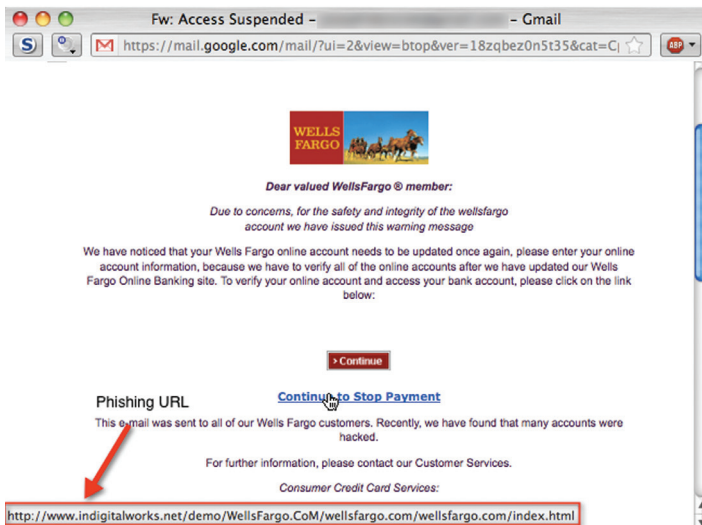 Fw: Access Suspended – – Gmail
S https://mail.google.com/mail/?ui=2&view=btop&ver=18zqbez0n5t35&cat=C ABP
WELLS
FARGO
Dear valued WellsFargo ® member:
Due to concerns, for the safety and integrity of the wellsfargo
account we have issued this warning message
We have noticed that your Wells Fargo online account needs to be updated once again, please enter your online
account information, because we have to verify all of the online accounts after we have updated our Wells
Fargo Online Banking site. To verify your online account and access your bank account, please click on the link
below:
> Continue
Continue to Stop Payment
Phishing URL
This e-mail was sent to all of our Wells Fargo customers. Recently, we have found that many accounts were
hacked.
For further information, please contact our Customer Services.
Consumer Credit Card Services:
http://www.indigitalworks.net/demo/WellsFargo.CoM/wellsfargo.com/wellsfargo.com/index.html